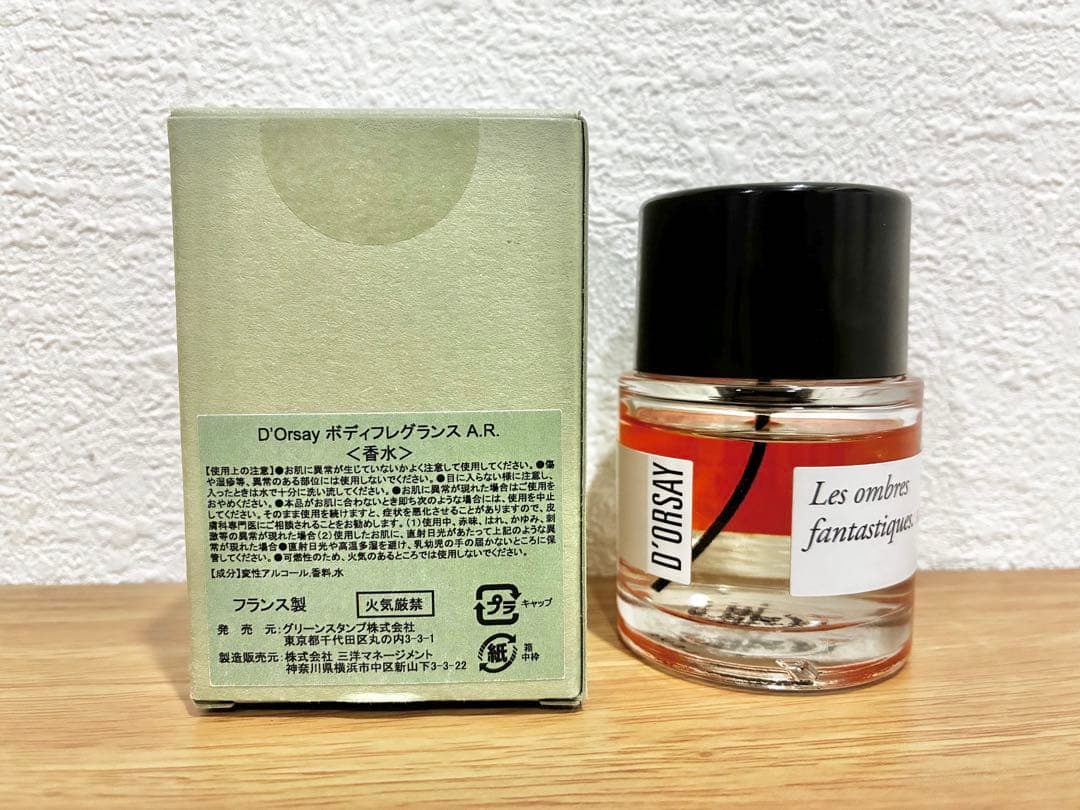 D'Orsay ボディフレグランス A.R.
＜香水＞
【使用上の注意】●お肌に異常が生じていないかよく注意して使用してください。●傷
や湿疹等、異常のある部位には使用しないでください。●目に入らない様に注意し、
入ったときは水で十分に洗い流してください。●お肌に異常が現れた場合はご使用を
おやめください。●本品がお肌に合わないとき即ち次のような場合には、使用を中止
してください。そのまま使用を続けますと、症状を悪化させることがありますので、皮
膚科専門医にご相談されることをお勧めします。(1)使用中、赤味、はれ、かゆみ、刺
激等の異常が現れた場合(2)使用したお肌に、直射日光があたって上記のような異
常が現れた場合●直射日光や高温多湿を避け、乳幼児の手の届かないところに保
管してください。●可燃性のため、火気のあるところでは使用しないでください。
【成分】変性アルコール,香料,水
フランス製
火気厳禁
プラ
キャップ
発 売 元:グリーンスタンプ株式会社
東京都千代田区丸の内3-3-1
製造販売元:株式会社 三洋マネージメント
神奈川県横浜市中区新山下3-3-22
紙
箱
中枠
D'ORSAY
Les ombres
fantastiques.